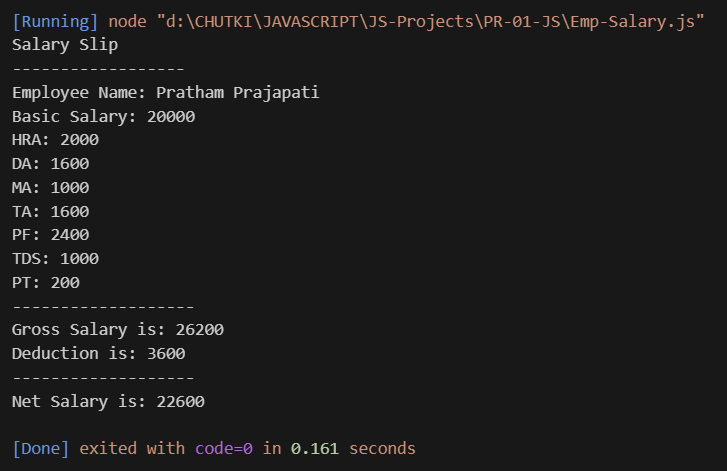 [Running] node "d:\CHUTKI\JAVASCRIPT\JS-Projects\PR-01-JS\Emp-Salary.js"
Salary Slip
------------------
Employee Name: Pratham Prajapati
Basic Salary: 20000
HRA: 2000
DA: 1600
MA: 1000
TA: 1600
PF: 2400
TDS: 1000
PT: 200
-------------------
Gross Salary is: 26200
Deduction is: 3600
-------------------
Net Salary is: 22600
[Done] exited with code=0 in 0.161 seconds